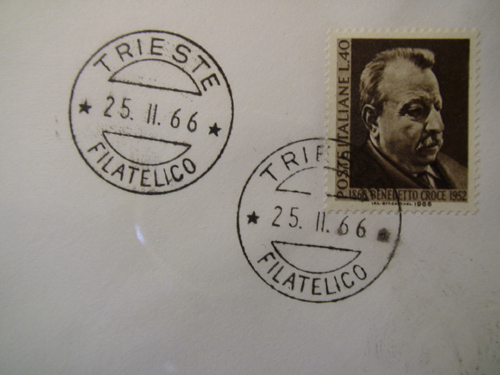 TRIESTE
25. II. 66
FILATELICO
TRIE
25. II. 66
FILATELICO
POSTE ITALIANE L. 40
1866 BENEDETTO CROCE 1952
1966